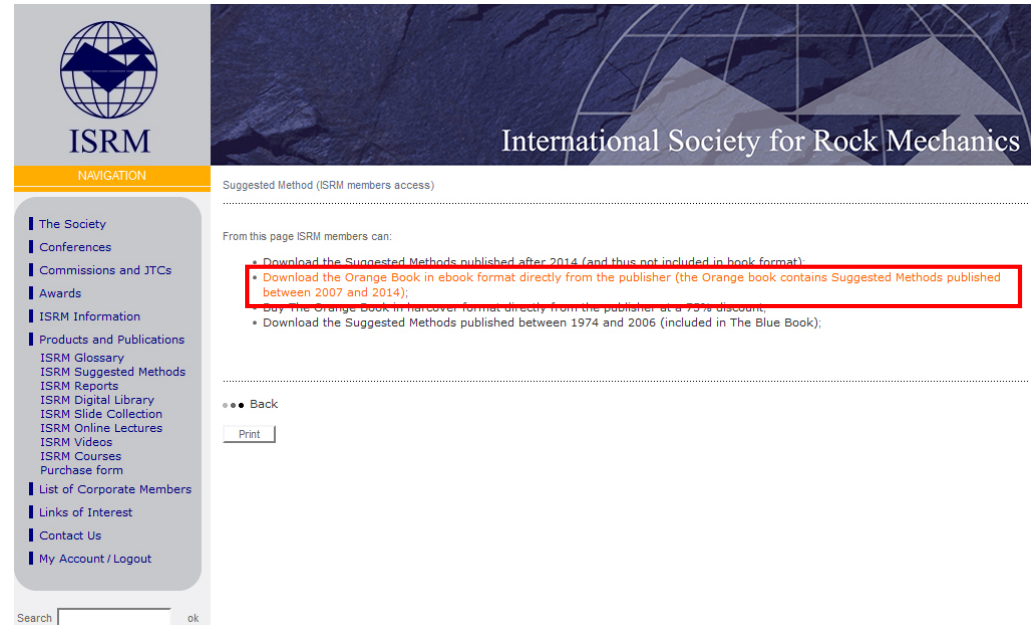 ISRM
International Society for Rock Mechanics
NAVIGATION
The Society
Conferences
Commissions and JTCs
Awards
ISRM Information
Products and Publications
ISRM Glossary
ISRM Suggested Methods
ISRM Reports
ISRM Digital Library
ISRM Slide Collection
ISRM Online Lectures
ISRM Videos
ISRM Courses
Purchase form
List of Corporate Members
Links of Interest
Contact Us
My Account / Logout
Search
ok
Suggested Method (ISRM members access)
From this page ISRM members can:
• Download the Suggested Methods published after 2014 (and thus not included in book format);
• Download the Orange Book in ebook format directly from the publisher (the Orange book contains Suggested Methods published
between 2007 and 2014);
• Buy The Orange Book in harcover format directly from the publisher at a 75% discount;
• Download the Suggested Methods published between 1974 and 2006 (included in The Blue Book);
Back
Print